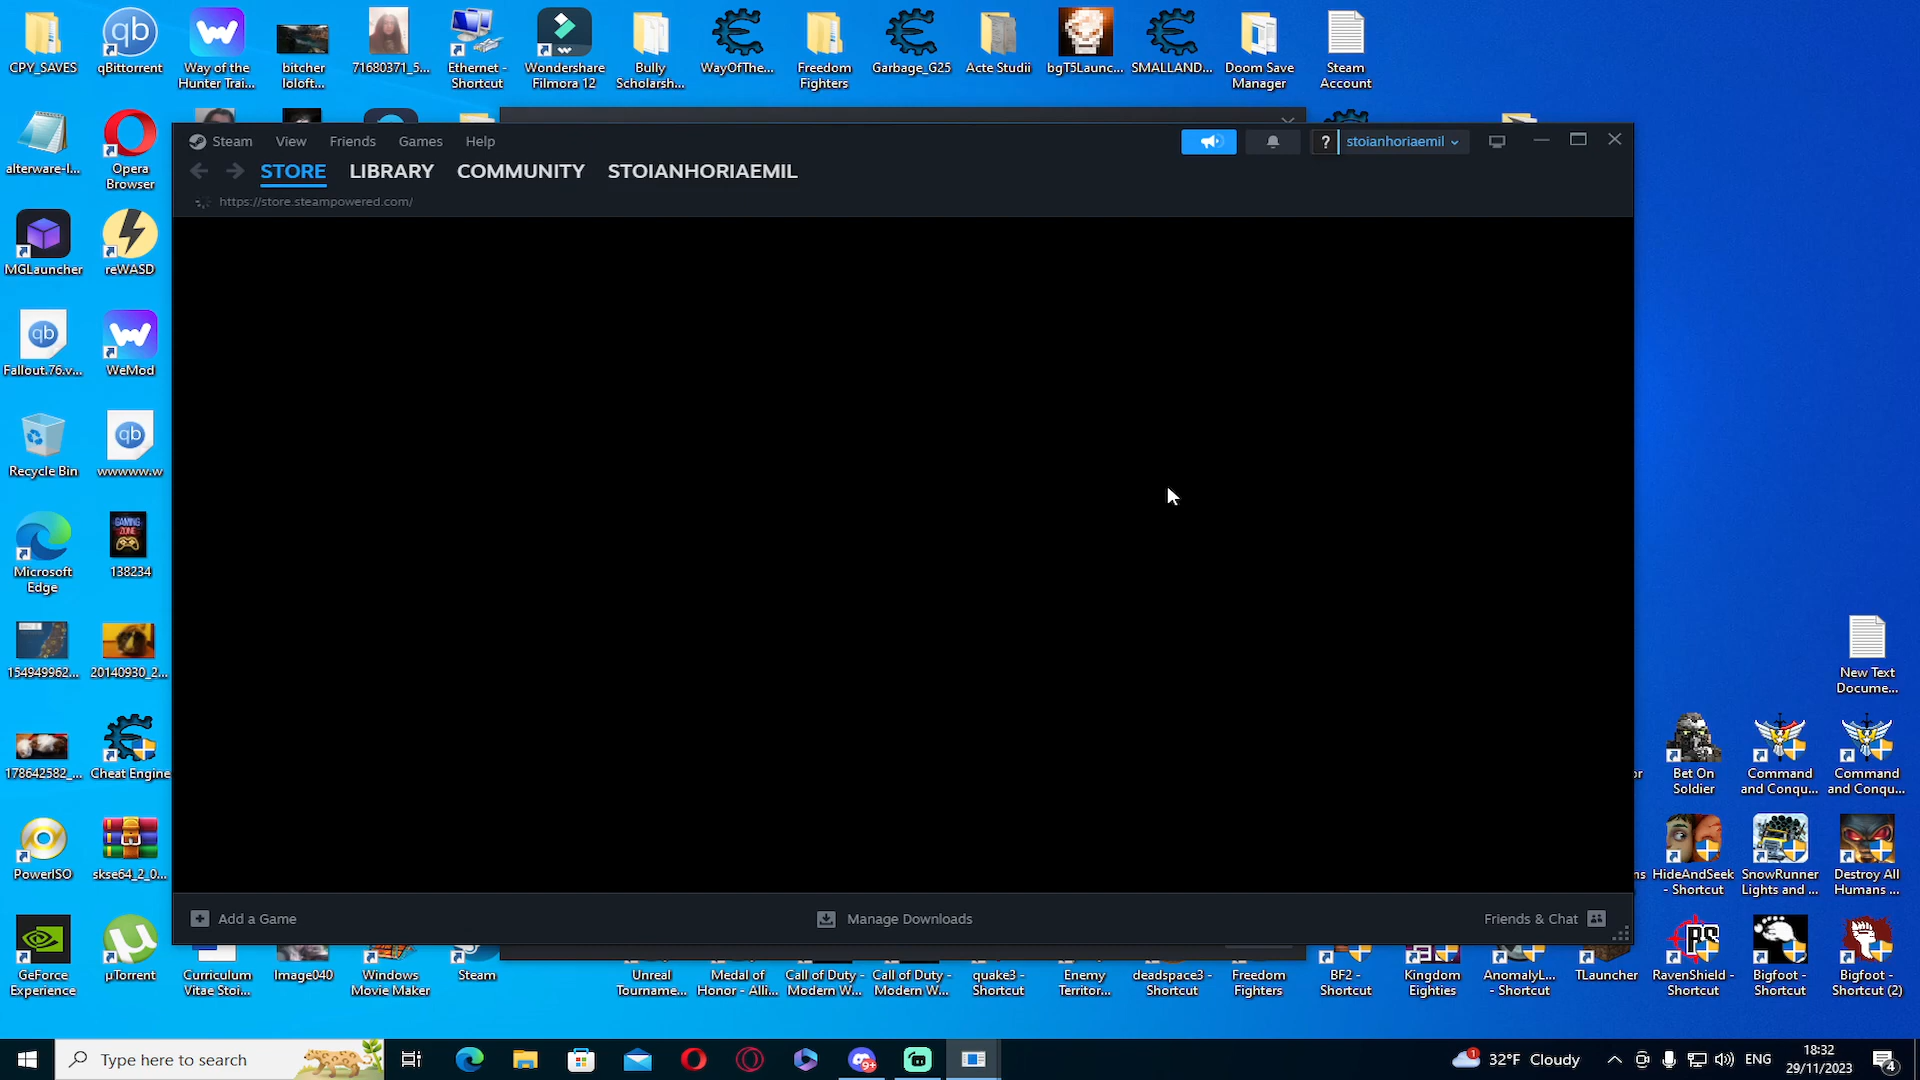 CPY_SAVES
qBittorrent
Way of the
Hunter Trai...
bitcher
loloft...
71680371_5...
Ethernet -
Shortcut
Wondershare
Filmora 12
Bully
Scholarsh...
WayOfThe...
Freedom
Fighters
Garbage_G25
Acte Studii
bgT5Launc...
SMALLAND...
Doom Save
Manager
Steam
Account
alterware-l...
Opera
Browser
Steam View Friends Games Help
? stoianhoriaemil
STORE LIBRARY COMMUNITY STOIANHORIAEMIL
https://store.steampowered.com/
MGLauncher
reWASD
Fallout.76.v...
WeMod
Recycle Bin
wwwww.w
Microsoft
Edge
GAMING
ZONE
138234
154949962...
20140930_2...
New Text
Docume...
178642582_...
Cheat Engine
or
Bet On
Soldier
Command
and Conqu...
Command
and Conqu...
PowerISO
skse64_2_0...
ns
HideAndSeek
- Shortcut
SnowRunner
Lights and ...
Destroy All
Humans ...
Add a Game
Manage Downloads
Friends & Chat
GeForce
Experience
µTorrent
Curriculum
Vitae Stoi...
Image040
Windows
Movie Maker
Steam
Unreal
Tourname...
Medal of
Honor - Alli...
Call of Duty -
Modern W...
Call of Duty -
Modern W...
quake3 -
Shortcut
Enemy
Territor...
deadspace3 -
Shortcut
Freedom
Fighters
BF2 -
Shortcut
Kingdom
Eighties
AnomalyL...
- Shortcut
TLauncher
RavenShield -
Shortcut
Bigfoot -
Shortcut
Bigfoot -
Shortcut (2)
Type here to search
9+
1
32°F Cloudy
ENG
18:32
29/11/2023
4